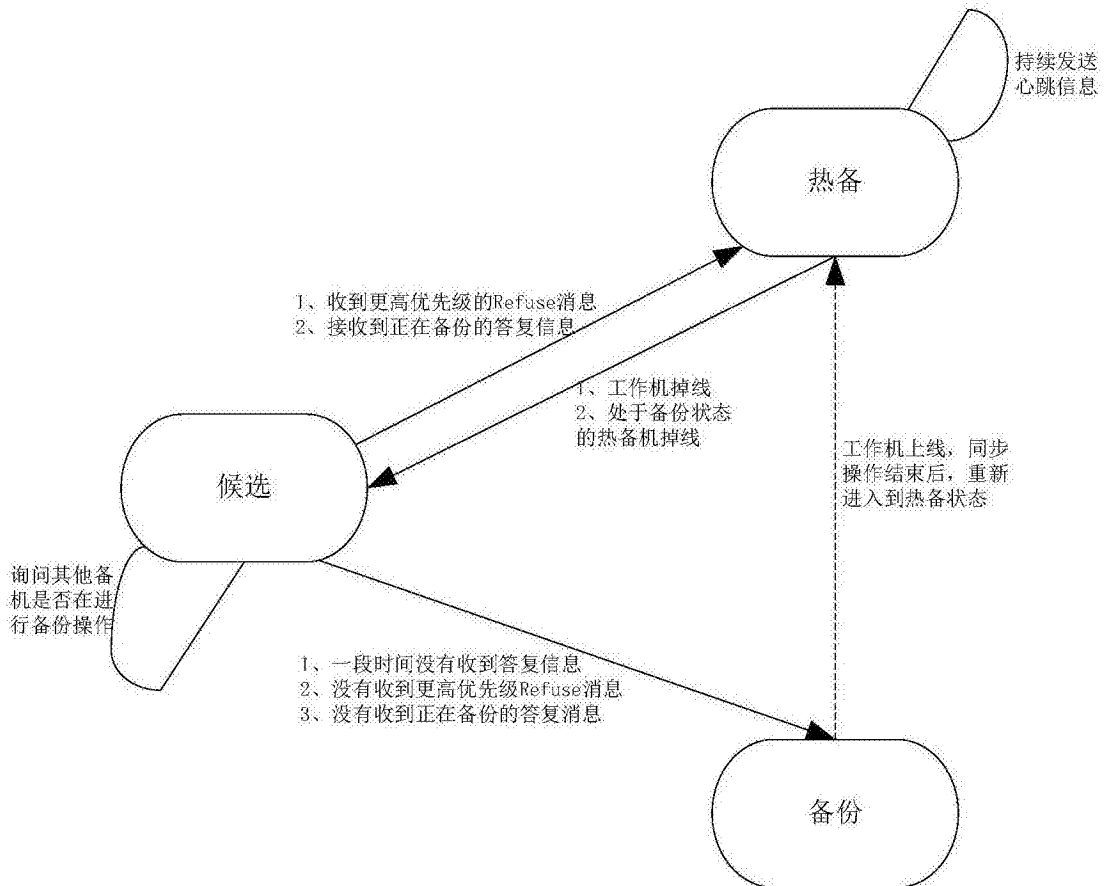 持续发送
心跳信息
热备
1、收到更高优先级的Refuse消息
2、接收到正在备份的答复信息
1、工作机掉线
2、处于备份状态
的热备机掉线
工作机上线，同步
操作结束后，重新
进入到热备状态
候选
询问其他备
机是否在进
行备份操作
1、一段时间没有收到答复信息
2、没有收到更高优先级Refuse消息
3、没有收到正在备份的答复消息
备份